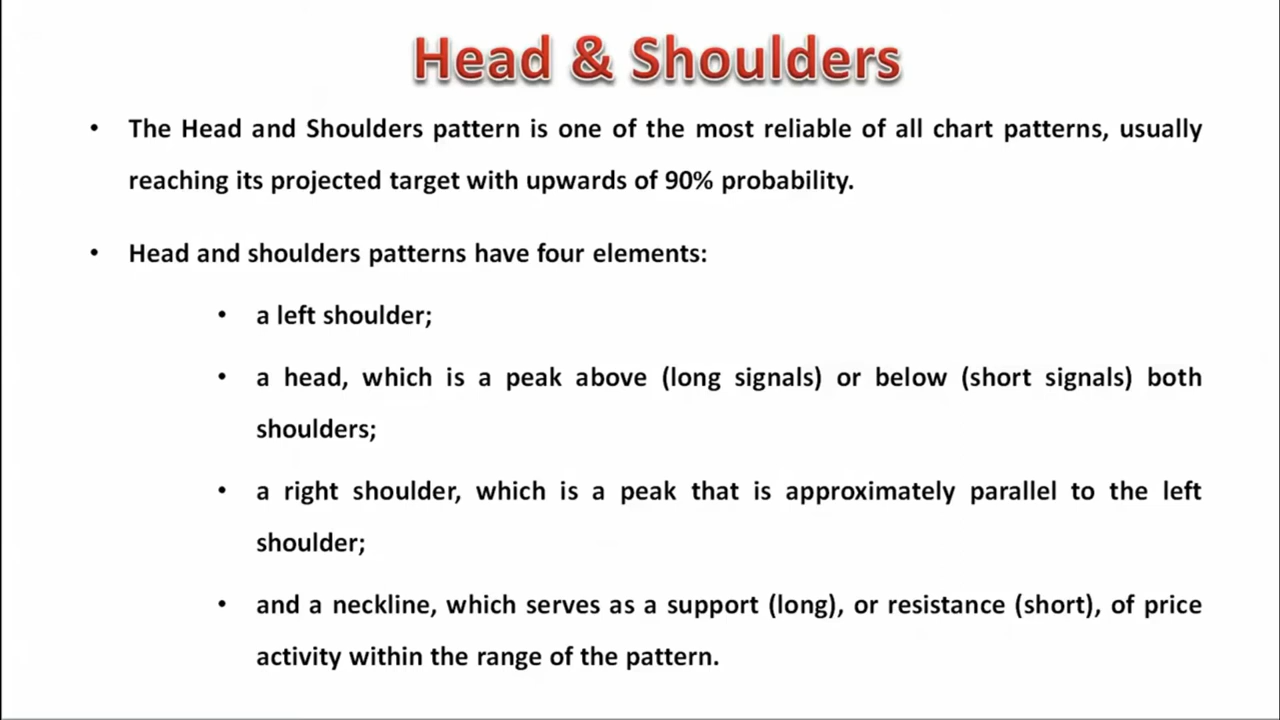 Head & Shoulders
• The Head and Shoulders pattern is one of the most reliable of all chart patterns, usually
reaching its projected target with upwards of 90% probability.
• Head and shoulders patterns have four elements:
• a left shoulder;
• a head, which is a peak above (long signals) or below (short signals) both
shoulders;
• a right shoulder, which is a peak that is approximately parallel to the left
shoulder;
• and a neckline, which serves as a support (long), or resistance (short), of price
activity within the range of the pattern.